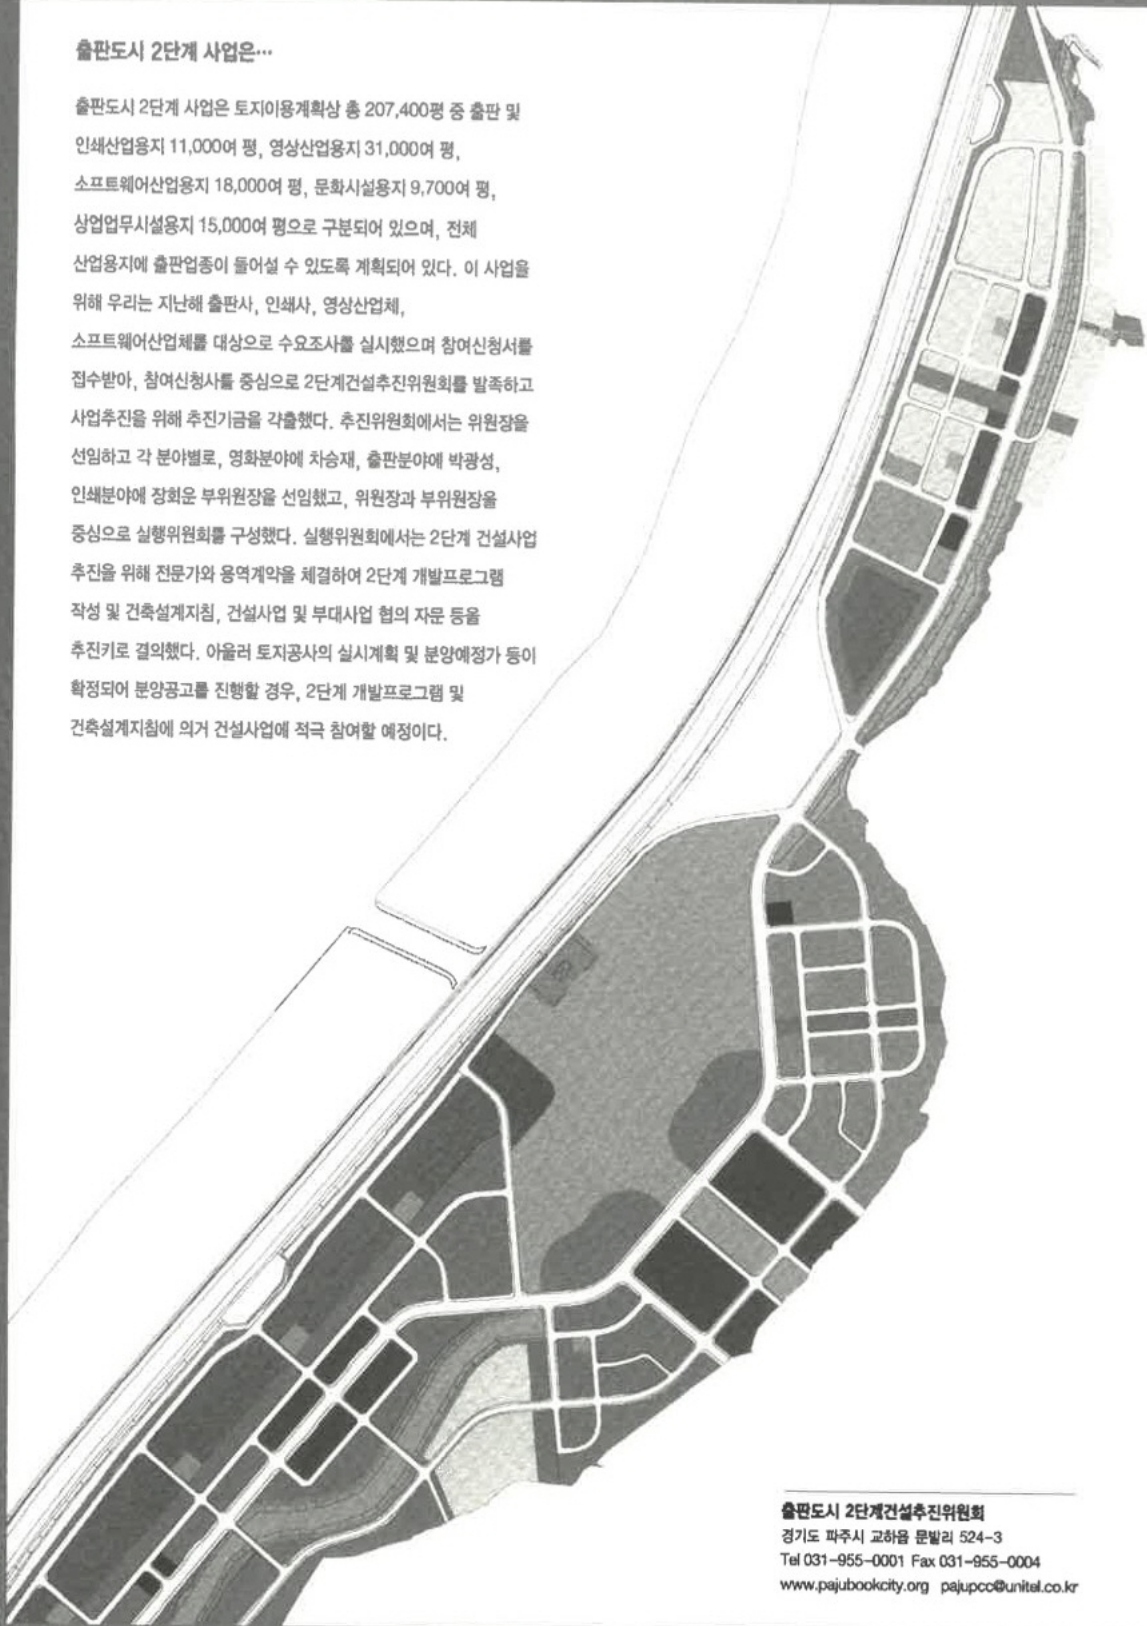 출판도시 2단계 사업은…
출판도시 2단계 사업은 토지이용계획상 총 207,400평 중 출판 및
인쇄산업용지 11,000여 평, 영상산업용지 31,000여 평,
소프트웨어산업용지 18,000여 평, 문화시설용지 9,700여 평,
상업업무시설용지 15,000여 평으로 구분되어 있으며, 전체
산업용지에 출판업종이 들어설 수 있도록 계획되어 있다. 이 사업을
위해 우리는 지난해 출판사, 인쇄사, 영상산업체,
소프트웨어산업체를 대상으로 수요조사를 실시했으며 참여신청서를
접수받아, 참여신청사를 중심으로 2단계건설추진위원회를 발족하고
사업추진을 위해 추진기금을 갹출했다. 추진위원회에서는 위원장을
선임하고 각 분야별로, 영화분야에 차승재, 출판분야에 박광성,
인쇄분야에 장회운 부위원장을 선임했고, 위원장과 부위원장을
중심으로 실행위원회를 구성했다. 실행위원회에서는 2단계 건설사업
추진을 위해 전문가와 용역계약을 체결하여 2단계 개발프로그램
작성 및 건축설계지침, 건설사업 및 부대사업 협의 자문 등을
추진키로 결의했다. 아울러 토지공사의 실시계획 및 분양예정가 등이
확정되어 분양공고를 진행할 경우, 2단계 개발프로그램 및
건축설계지침에 의거 건설사업에 적극 참여할 예정이다.
출판도시 2단계건설추진위원회
경기도 파주시 교하읍 문발리 524-3
Tel 031-955-0001 Fax 031-955-0004
www.pajubookcity.org pajupcc@unitel.co.kr